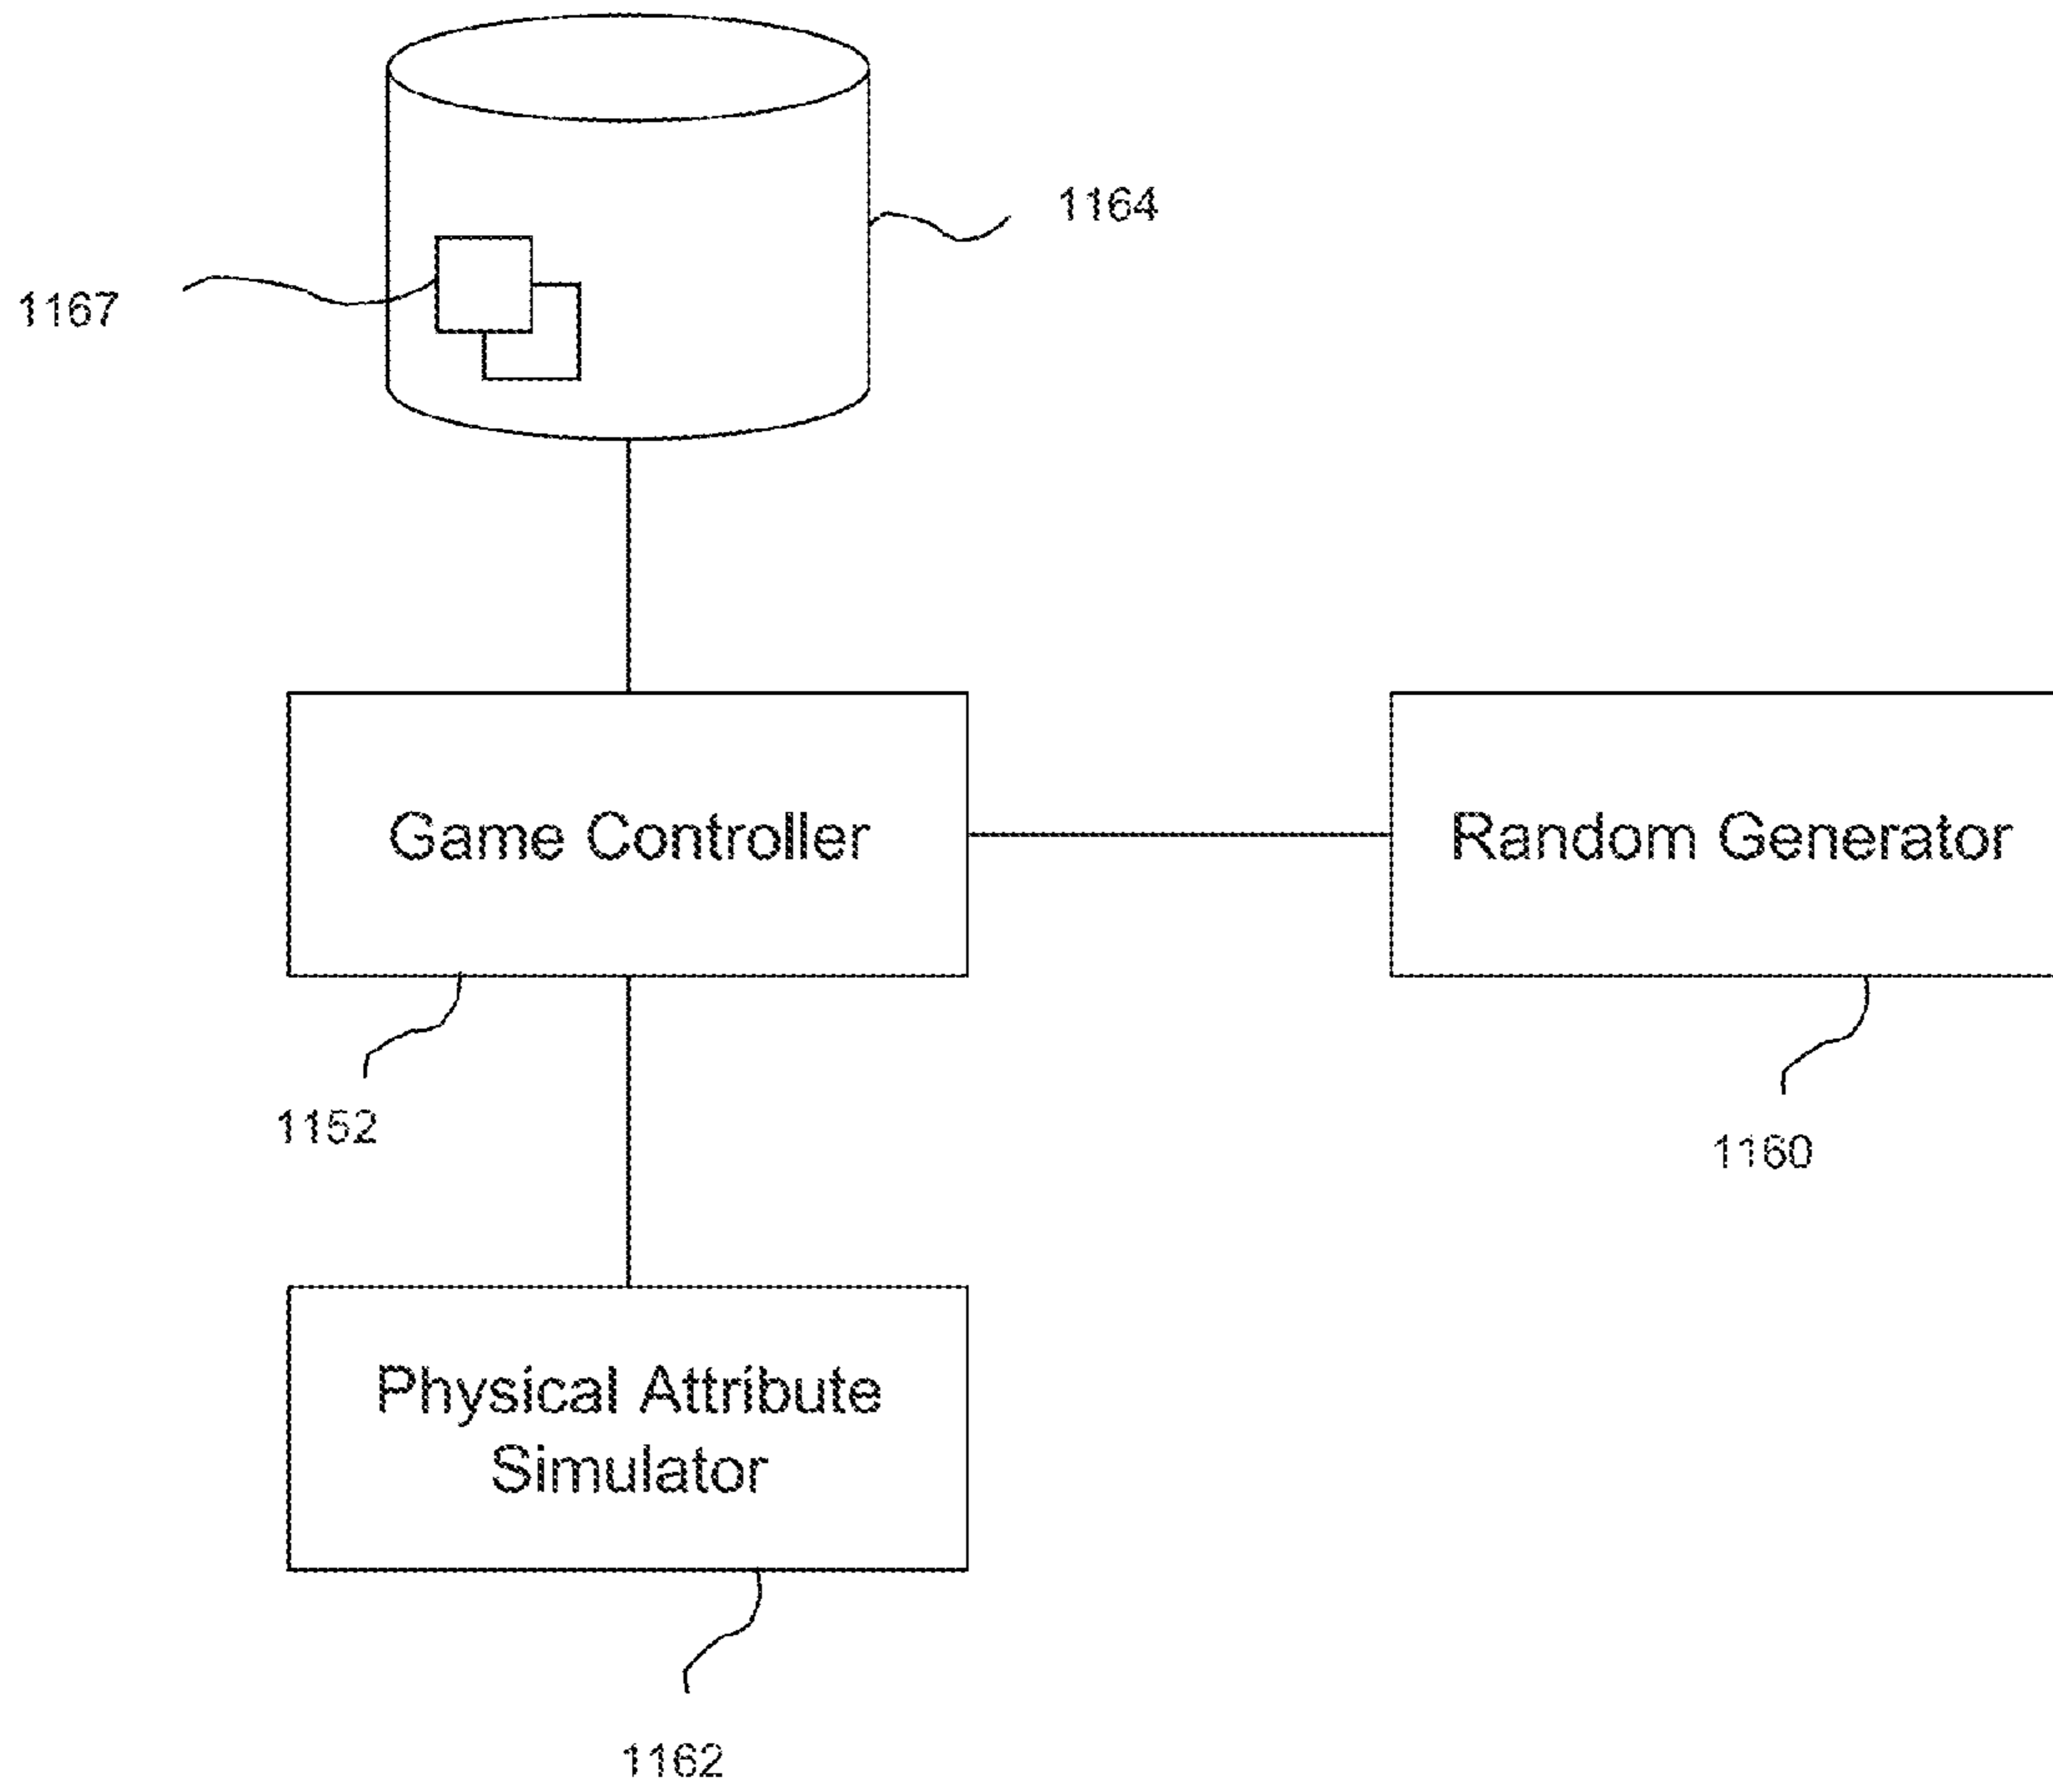 1164
1167
Game Controller
Random Generator
1152
1160
Physical Attribute
Simulator
1162